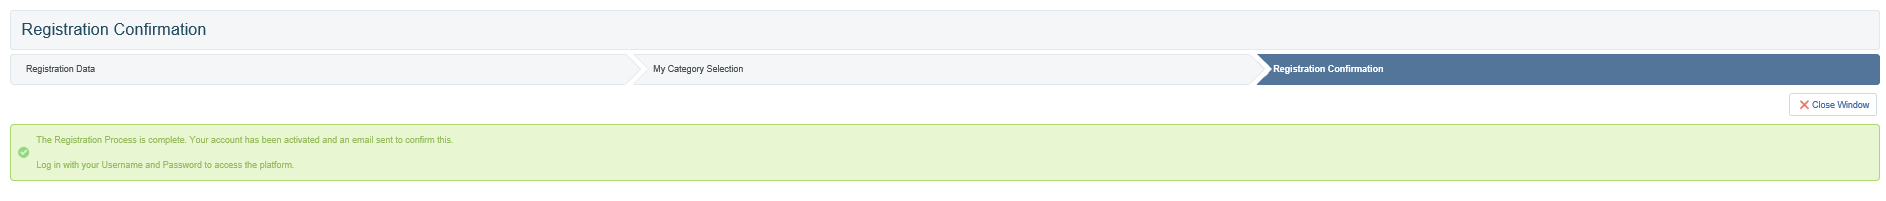 Registration Confirmation
Registration Data
My Category Selection
Registration Confirmation
Close Window
The Registration Process is complete. Your account has been activated and an email sent to confirm this.
Log in with your Username and Password to access the platform.